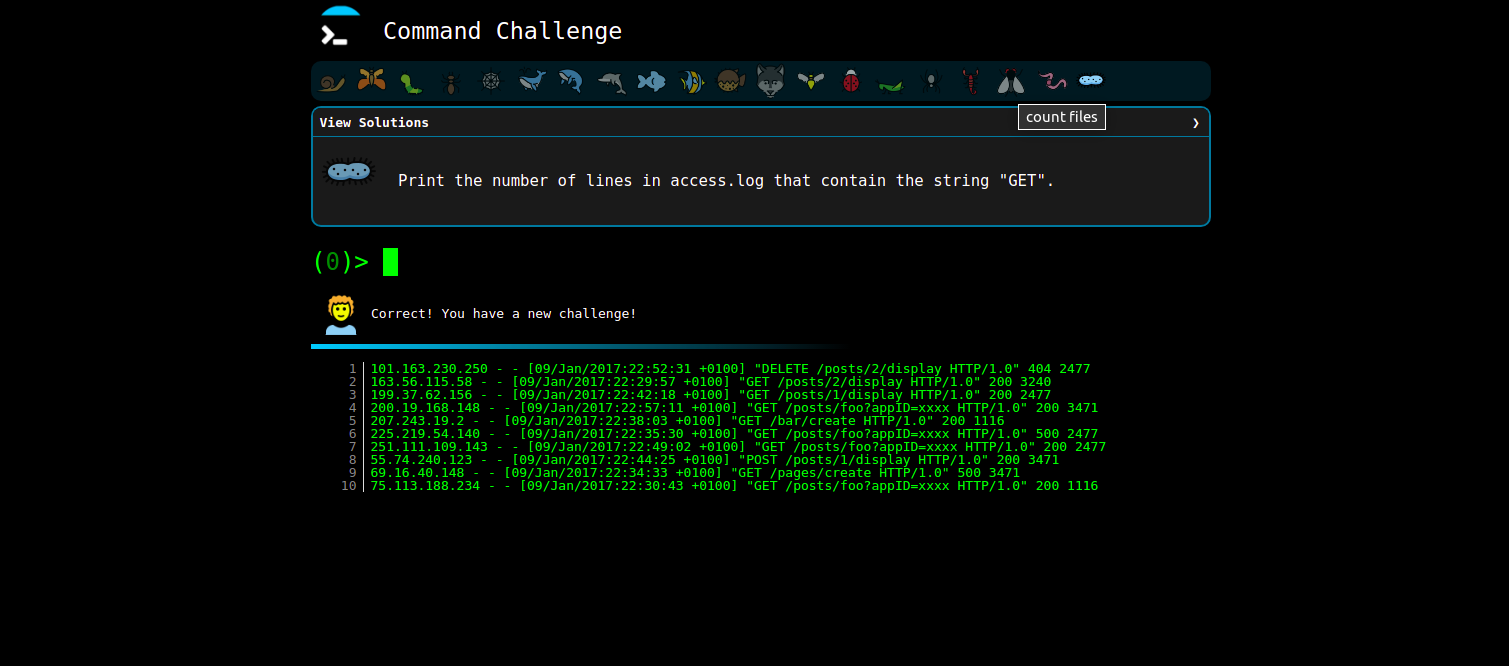 Command Challenge
count files
View Solutions ❯
Print the number of lines in access.log that contain the string "GET".
(0)>
Correct! You have a new challenge!
1 101.163.230.250 - - [09/Jan/2017:22:52:31 +0100] "DELETE /posts/2/display HTTP/1.0" 404 2477
2 163.56.115.58 - - [09/Jan/2017:22:29:57 +0100] "GET /posts/2/display HTTP/1.0" 200 3240
3 199.37.62.156 - - [09/Jan/2017:22:42:18 +0100] "GET /posts/1/display HTTP/1.0" 200 2477
4 200.19.168.148 - - [09/Jan/2017:22:57:11 +0100] "GET /posts/foo?appID=xxxx HTTP/1.0" 200 3471
5 207.243.19.2 - - [09/Jan/2017:22:38:03 +0100] "GET /bar/create HTTP/1.0" 200 1116
6 225.219.54.140 - - [09/Jan/2017:22:35:30 +0100] "GET /posts/foo?appID=xxxx HTTP/1.0" 500 2477
7 251.111.109.143 - - [09/Jan/2017:22:49:02 +0100] "GET /posts/foo?appID=xxxx HTTP/1.0" 200 2477
8 55.74.240.123 - - [09/Jan/2017:22:44:25 +0100] "POST /posts/1/display HTTP/1.0" 200 3471
9 69.16.40.148 - - [09/Jan/2017:22:34:33 +0100] "GET /pages/create HTTP/1.0" 500 3471
10 75.113.188.234 - - [09/Jan/2017:22:30:43 +0100] "GET /posts/foo?appID=xxxx HTTP/1.0" 200 1116